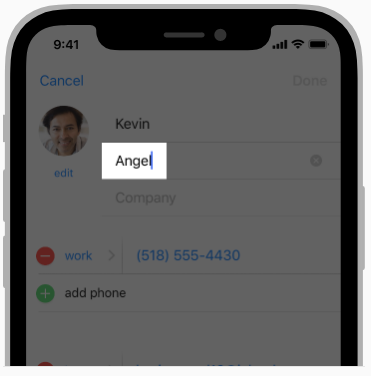 9:41
Cancel Done
Kevin
Angel
edit
Company
work (518) 555-4430
add phone